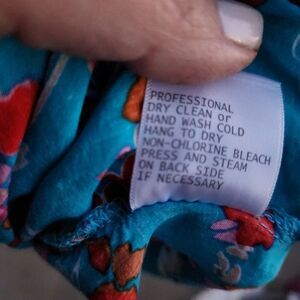 PROFESSIONAL
DRY CLEAN or
HAND WASH COLD
HANG TO DRY
NON-CHLORINE BLEACH
PRESS AND STEAM
ON BACK SIDE
IF NECESSARY